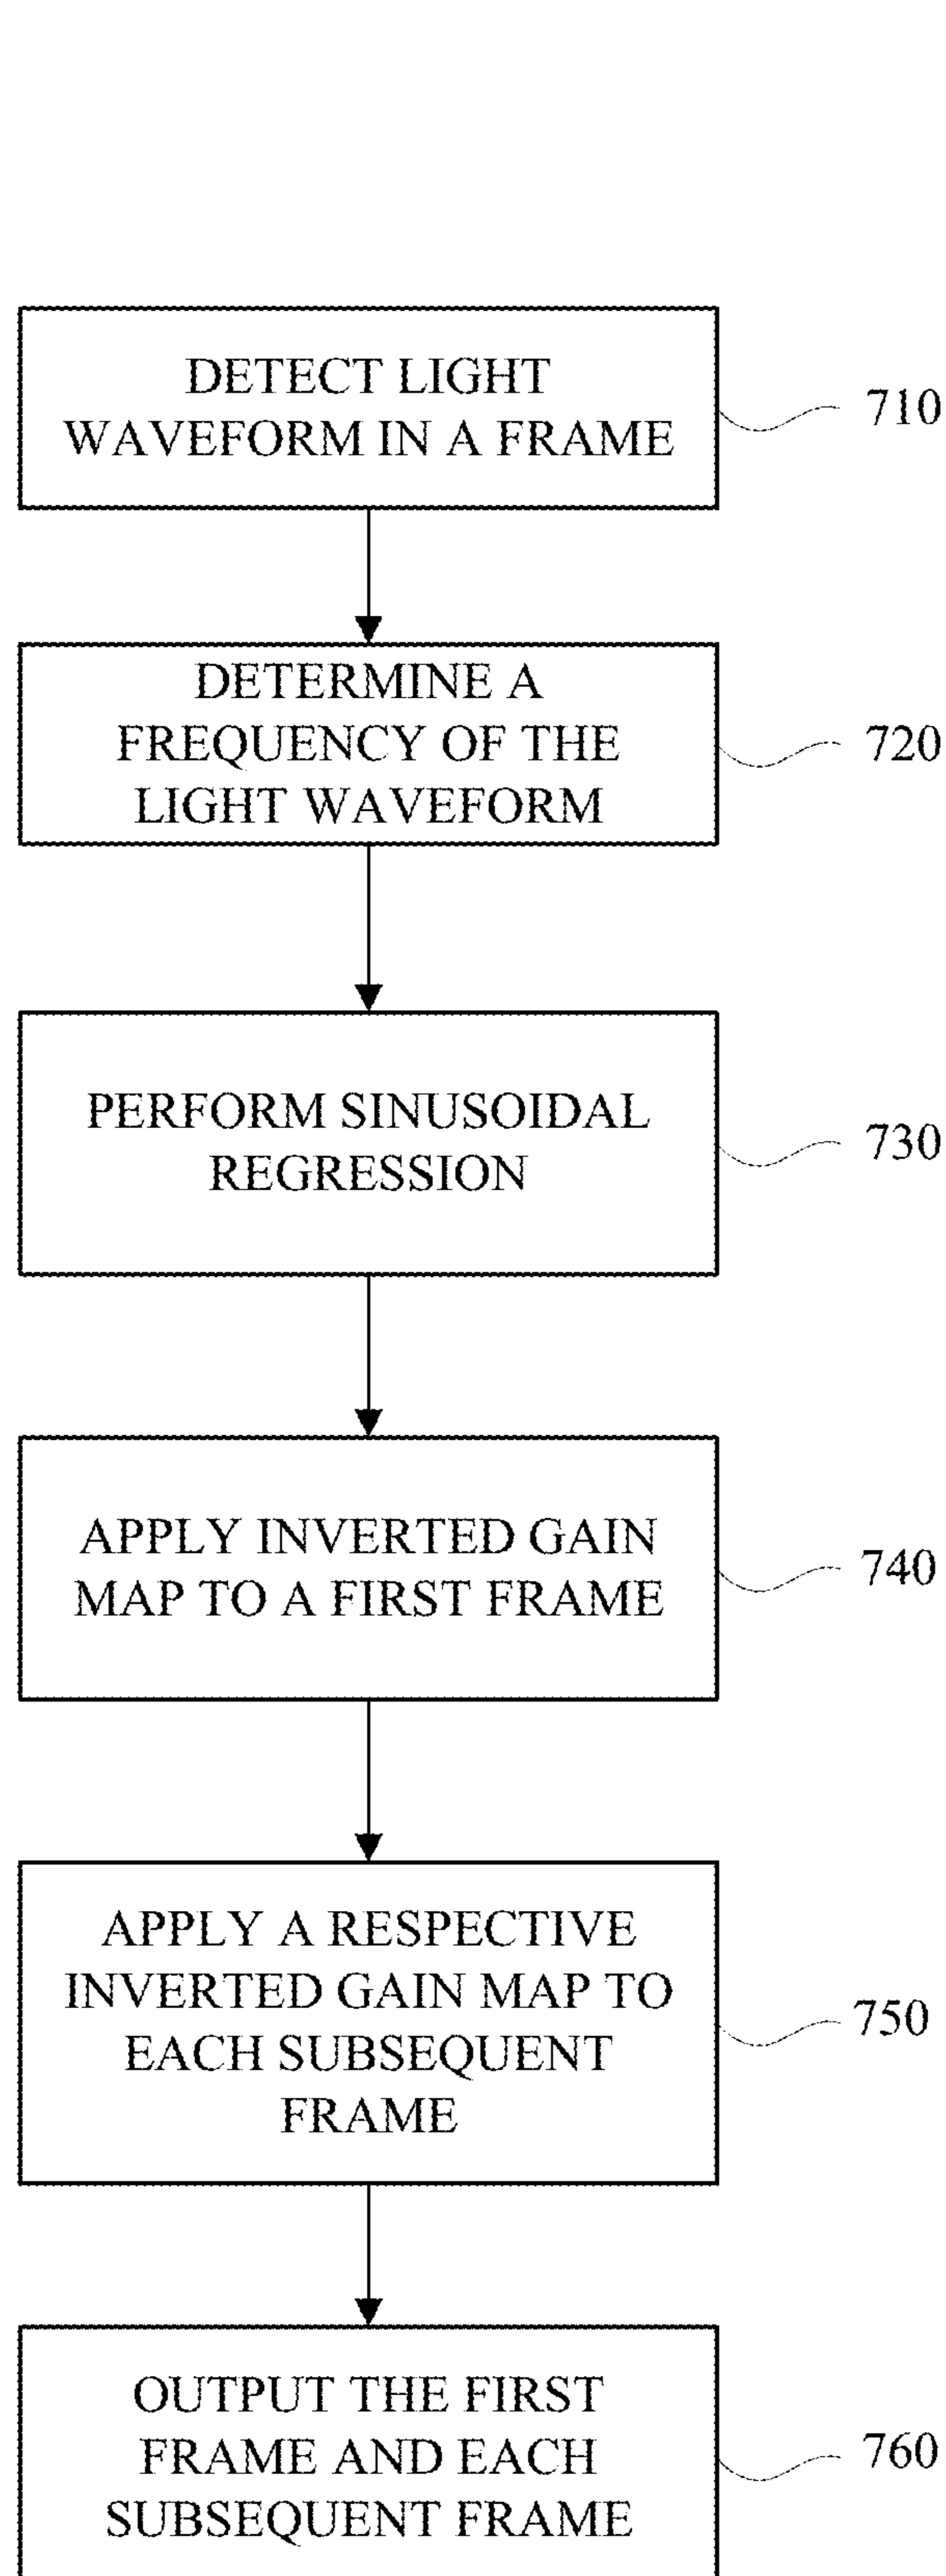 DETECT LIGHT
WAVEFORM IN A FRAME
710
DETERMINE A
FREQUENCY OF THE
LIGHT WAVEFORM
720
PERFORM SINUSOIDAL
REGRESSION
730
APPLY INVERTED GAIN
MAP TO A FIRST FRAME
740
APPLY A RESPECTIVE
INVERTED GAIN MAP TO
EACH SUBSEQUENT
FRAME
750
OUTPUT THE FIRST
FRAME AND EACH
SUBSEQUENT FRAME
760